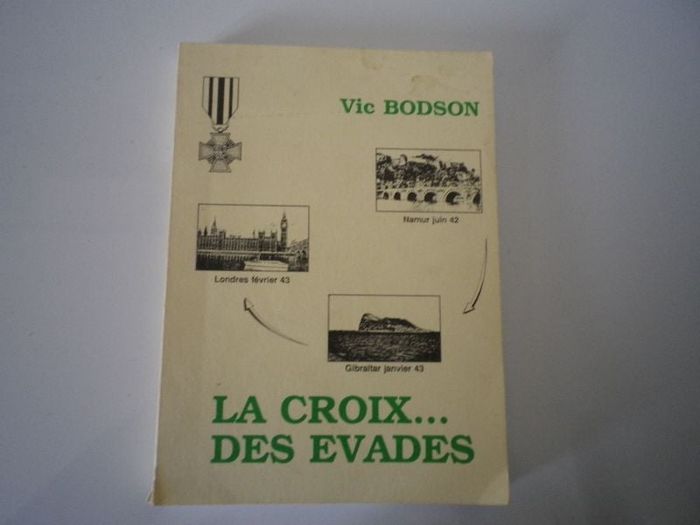 Vic BODSON
Namur juin 42
Londres février 43
Gibraltar janvier 43
LA CROIX...
DES EVADES